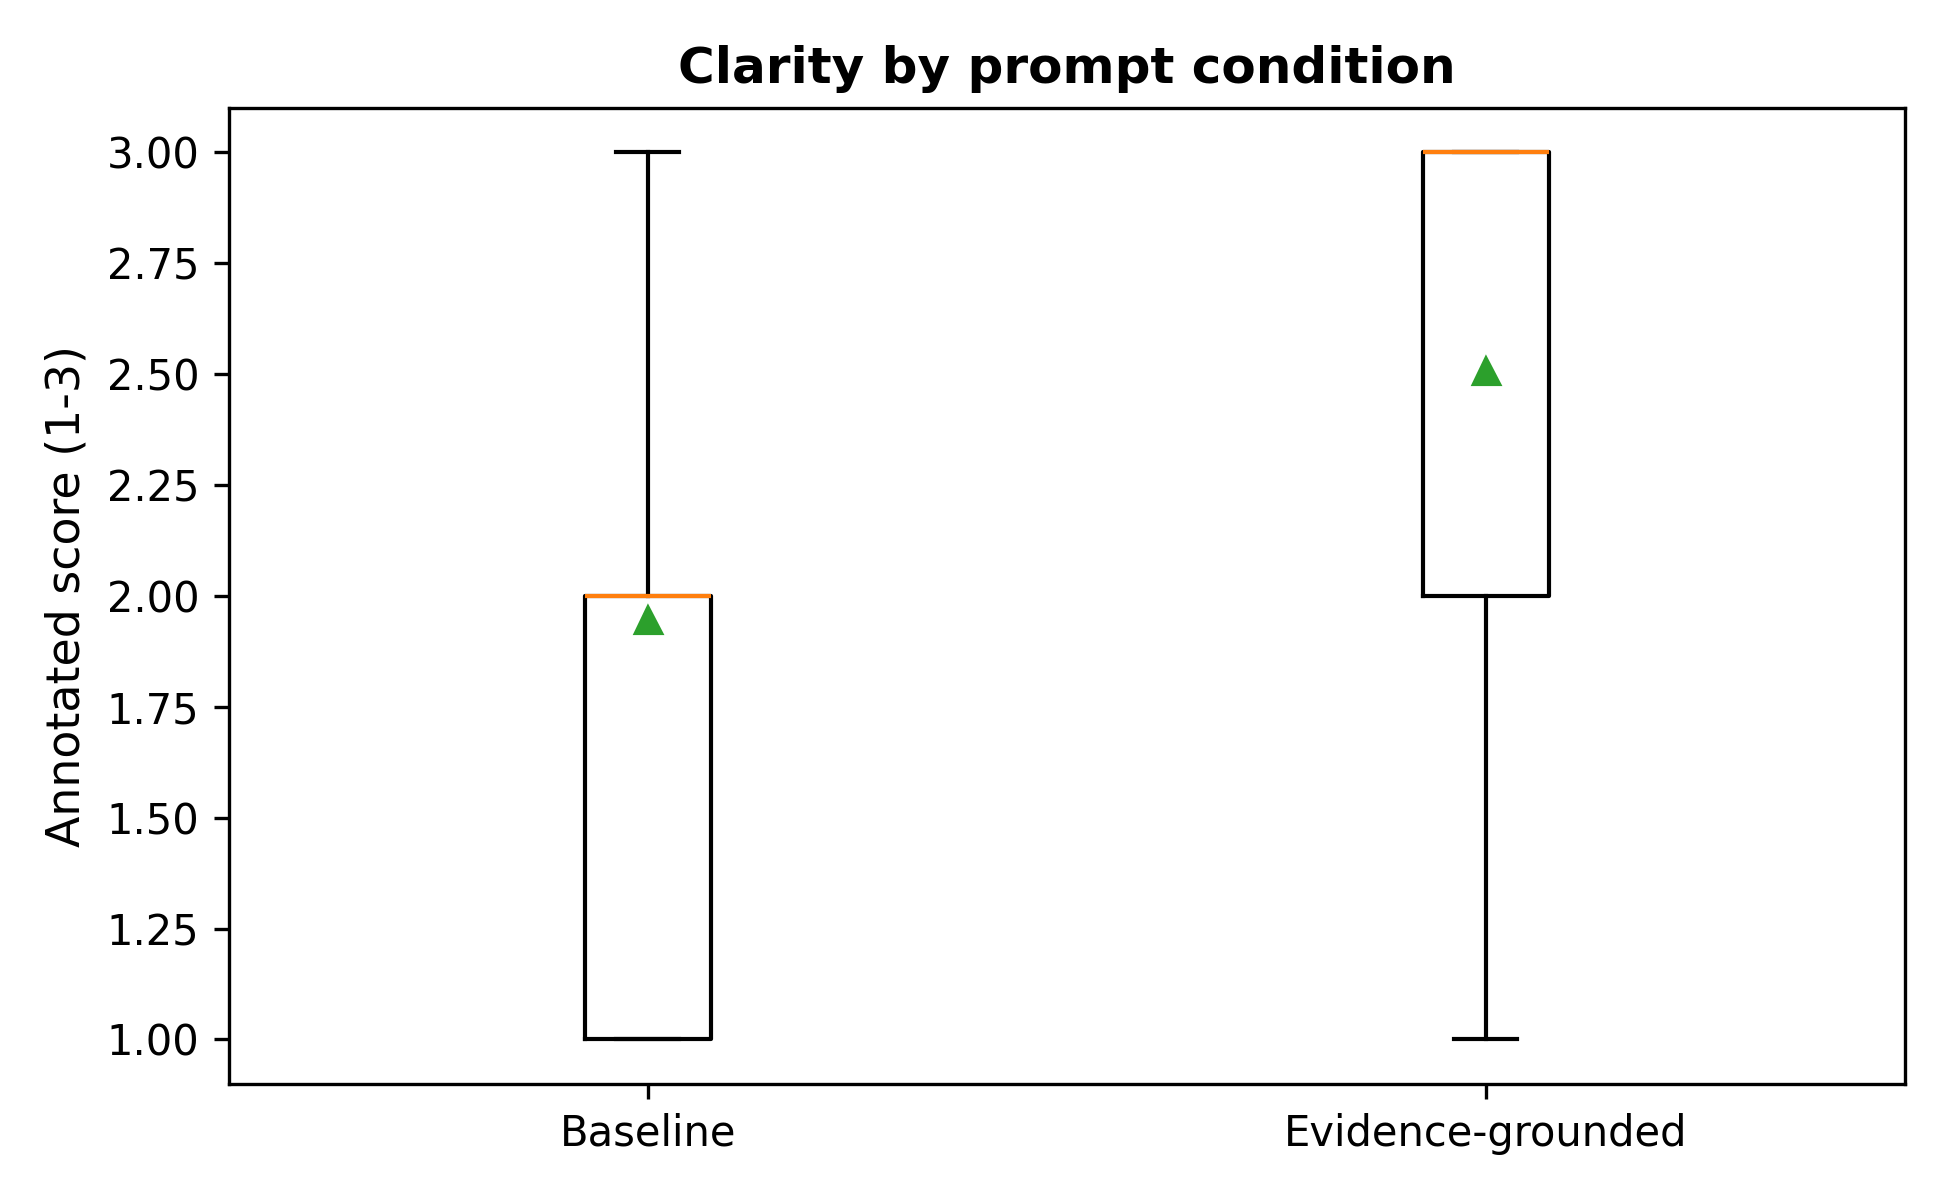 Clarity by prompt condition
Annotated score (1-3)
3.00
2.75
2.50
2.25
2.00
1.75
1.50
1.25
1.00
Baseline
Evidence-grounded